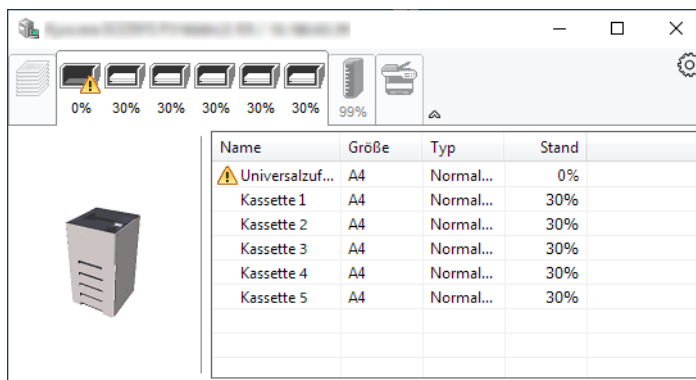 0% 30% 30% 30% 30% 30% 99%
Name Größe Typ Stand
Universalzuf... A4 Normal... 0%
Kassette 1 A4 Normal... 30%
Kassette 2 A4 Normal... 30%
Kassette 3 A4 Normal... 30%
Kassette 4 A4 Normal... 30%
Kassette 5 A4 Normal... 30%